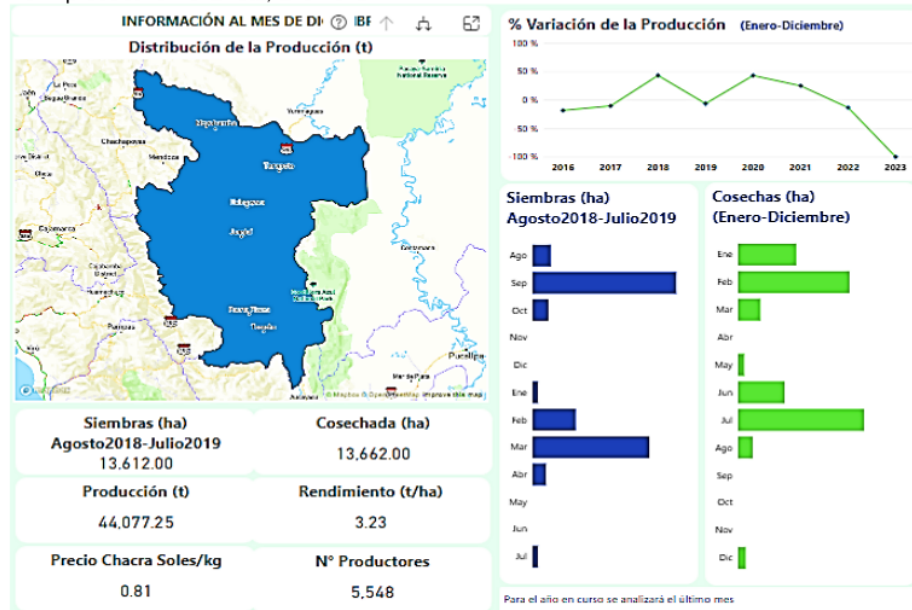 INFORMACIÓN AL MES DE DI
Distribución de la Producción (t)
Yurimaguas
Chachapoyas
Mendoza
Cajamarca
Pucallpa
Siembras (ha)
Agosto2018-Julio2019
13.612.00
Cosechada (ha)
13,662.00
Producción (t)
44,077.25
Rendimiento (t/ha)
3.23
Precio Chacra Soles/kg
0.81
N° Productores
5,548
% Variación de la Producción (Enero-Diciembre)
100 %
50 %
0 %
-50 %
-100 %
2016 2017 2018 2019 2020 2021 2022 2023
Siembras (ha)
Agosto2018-Julio2019
Ago
Sep
Oct
Nov
Dic
Ene
Feb
Mar
Abr
May
Jun
Jul
Cosechas (ha)
(Enero-Diciembre)
Ene
Feb
Mar
Abr
May
Jun
Jul
Ago
Sep
Oct
Nov
Dic
Para el año en curso se analizará el último mes